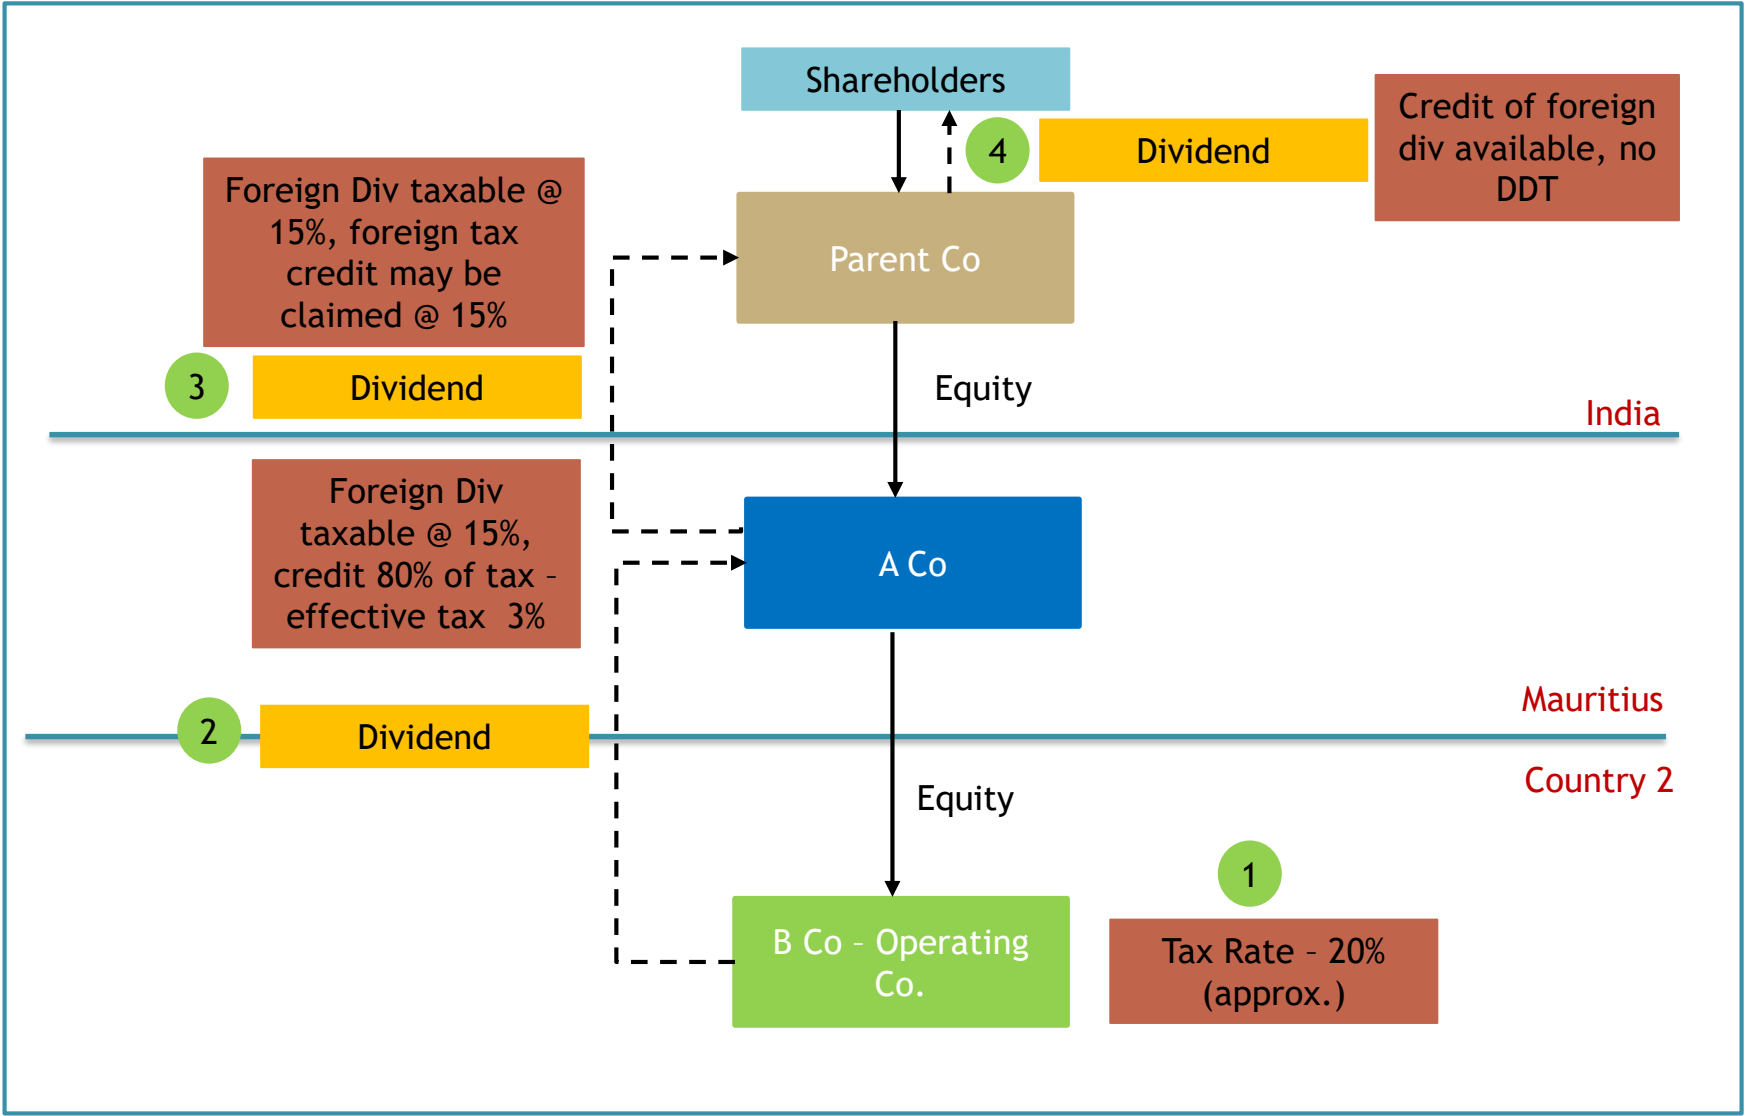 Shareholders
4
Dividend
Credit of foreign
div available, no
DDT
Foreign Div taxable @
15%, foreign tax
credit may be
claimed @ 15%
Parent Co
3
Dividend
Equity
India
Foreign Div
taxable @ 15%,
credit 80% of tax –
effective tax  3%
A Co
Mauritius
2
Dividend
Country 2
Equity
1
B Co – Operating
Co.
Tax Rate – 20%
(approx.)